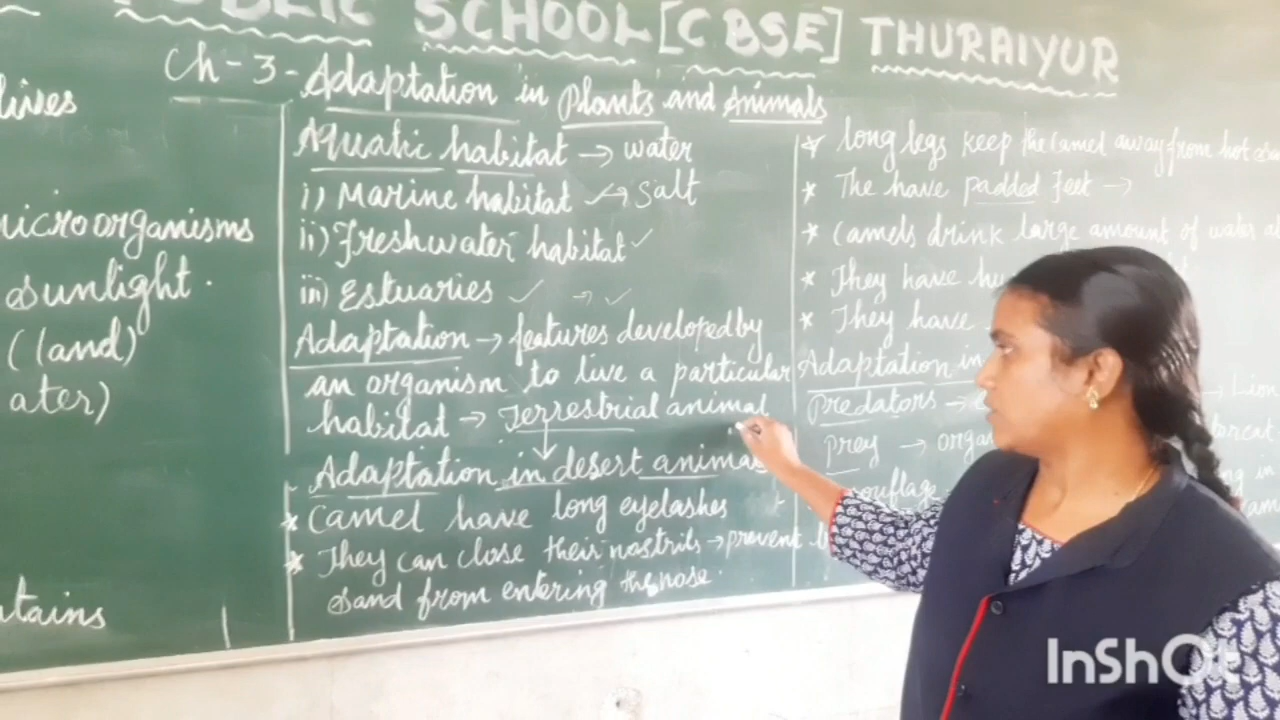 PUBLIC SCHOOL [CBSE] THURAIYUR
Ch-3-Adaptation in plants and Animals
lives
microorganisms
sunlight.
(land)
ater)
ntains
Aquatic habitat → water
i) Marine habitat → Salt
ii) Freshwater habitat ✓
iii) Estuaries ✓ → ✓
Adaptation → features developed by
an organism to live a particular
habitat → Terrestrial animal
Adaptation in desert animals
* Camel have long eyelashes
* They can close their nostrils → prevent
sand from entering the nose
* long legs keep the camel away from hot
* The have padded feet →
* Camels drink large amount of water
* They have
* They have
Adaptation in
predators → Lion
prey →
in
InShOt